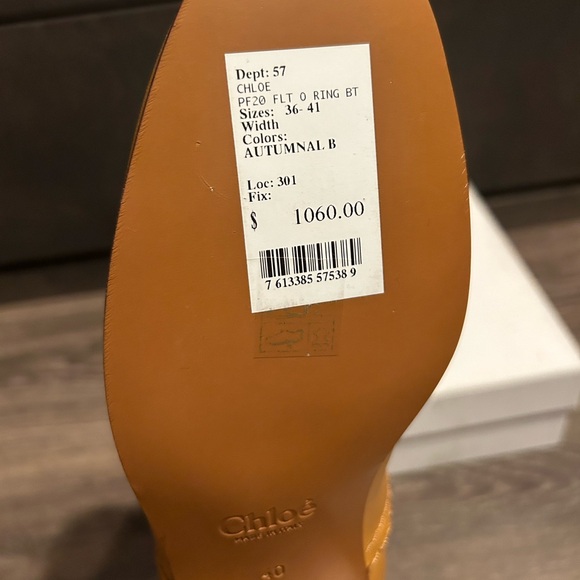 Dept: 57
CHLOE
PF20 FLT O RING BT
Sizes: 36- 41
Width
Colors:
AUTUMNAL B
Loc: 301
Fix:
$ 1060.00
7 613385 57538 9
Chloé